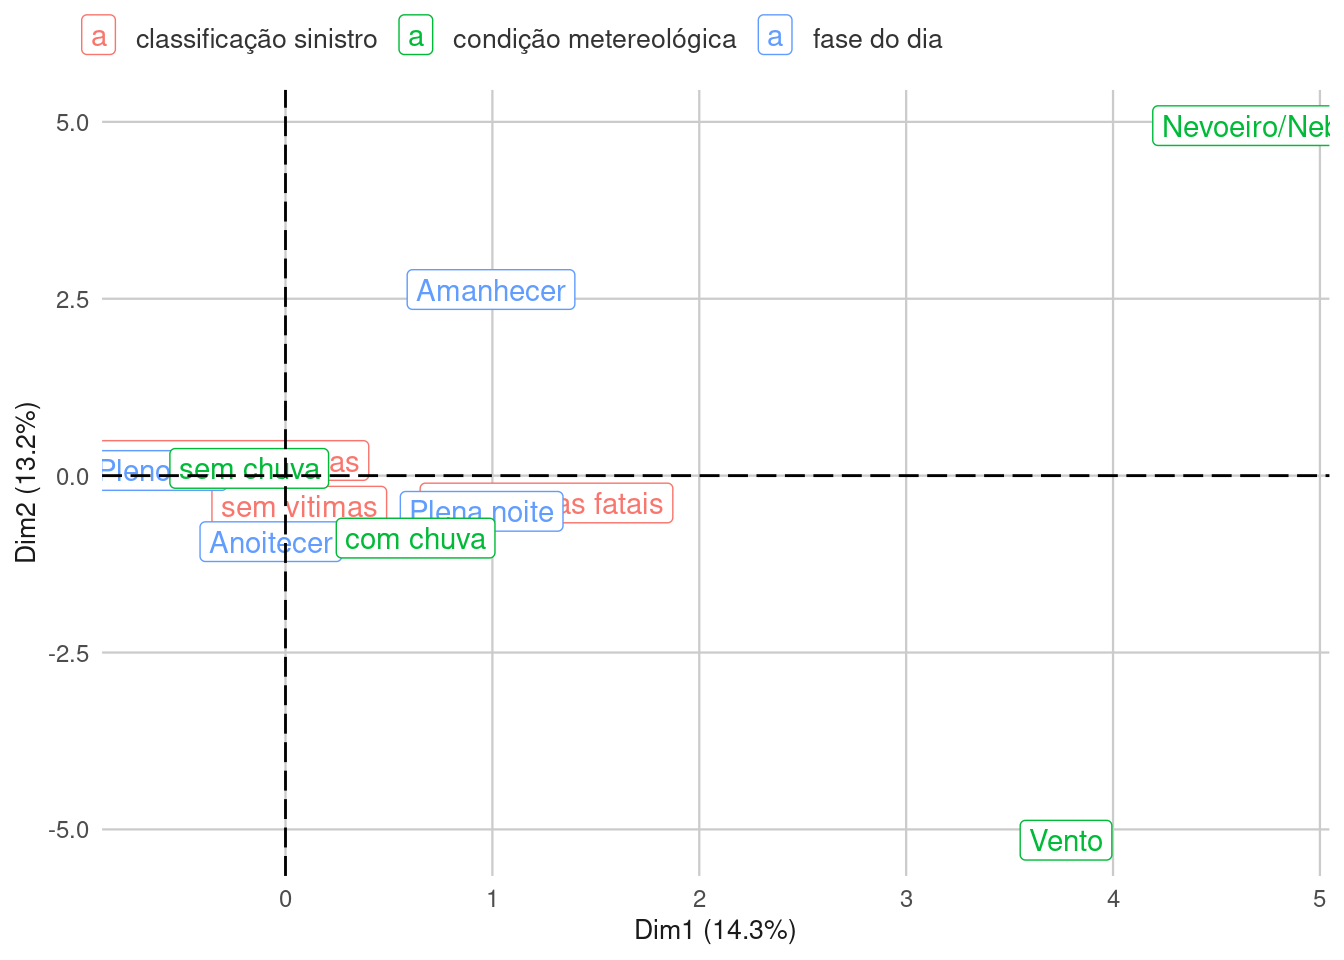 a classificação sinistro a condição metereológica a fase do dia
5.0
Nevoeiro/Neb
Amanhecer
2.5
Dim2 (13.2%)
0.0
Pleno sem chuva as
sem vitimas Plena noite as fatais
Anoitecer com chuva
-2.5
-5.0
Vento
0 1 2 3 4 5
Dim1 (14.3%)